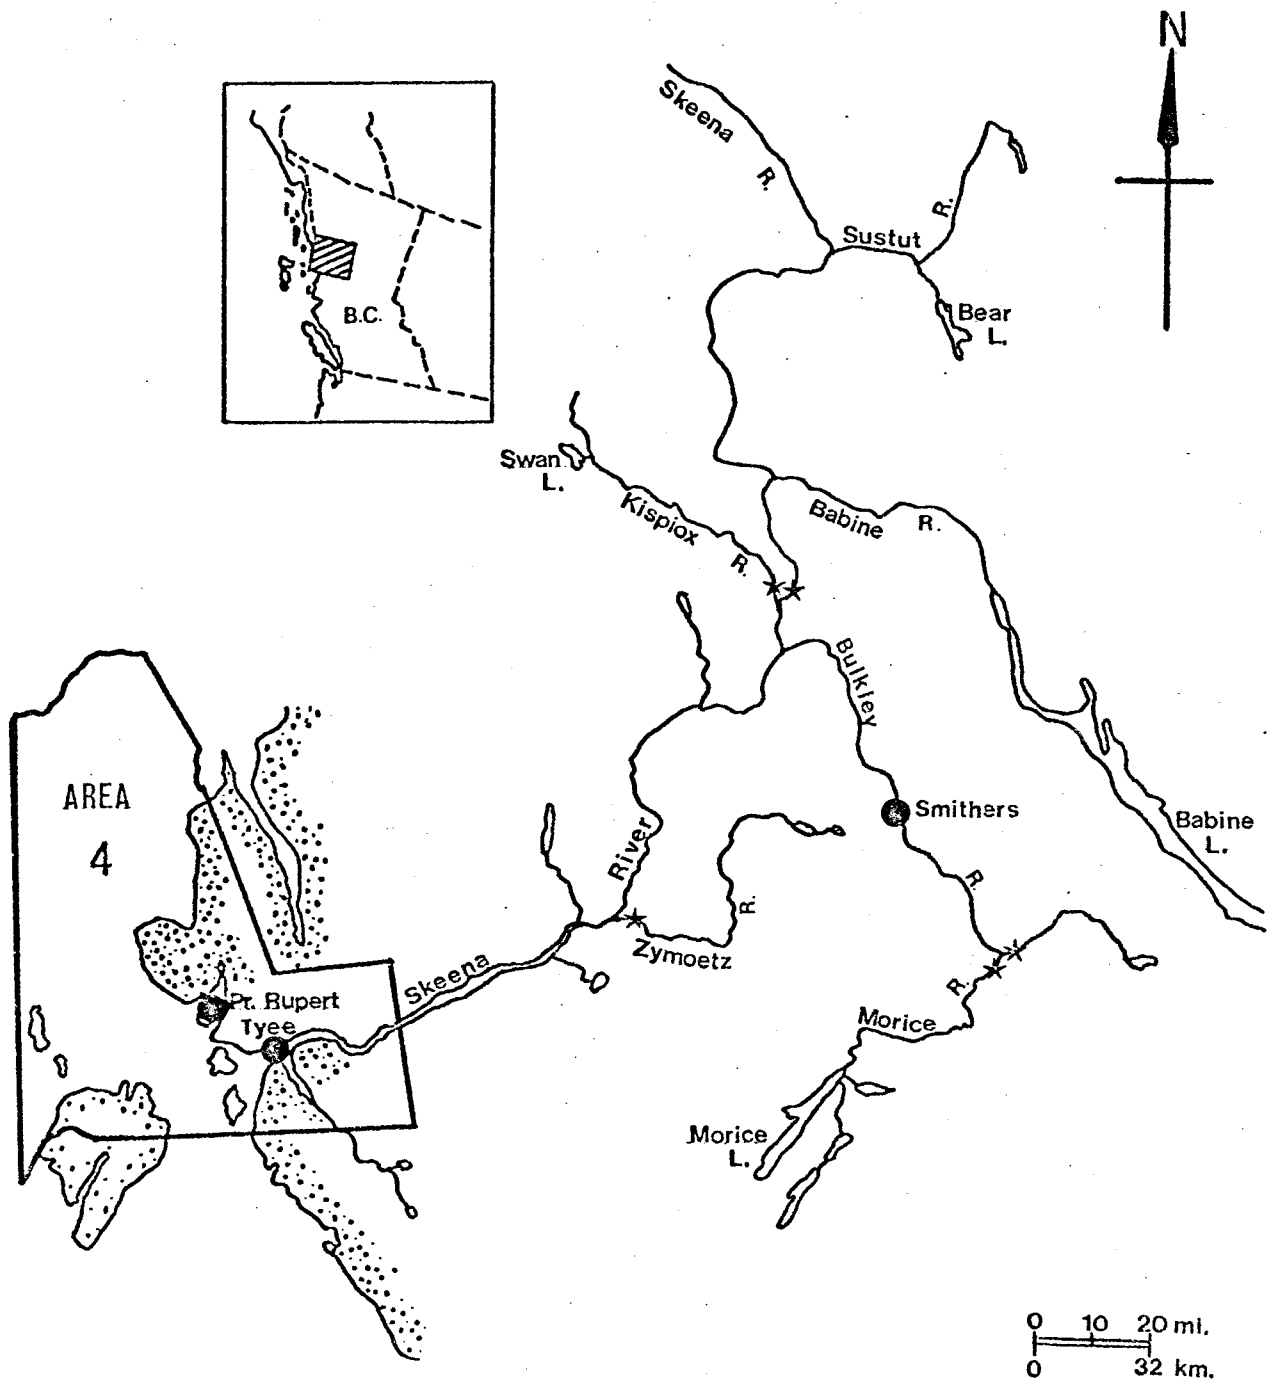 N
Skeena
R.
Sustut
R.
Bear
L.
B.C.
Swan
L.
Kispiox
R.
Babine
R.
Bulkley
AREA
4
Smithers
Babine
L.
River
R.
R.
Zymoetz
Skeena
Pr. Rupert
Tyee
R.
Morice
Morice
L.
0 10 20 mi.
0 32 km.